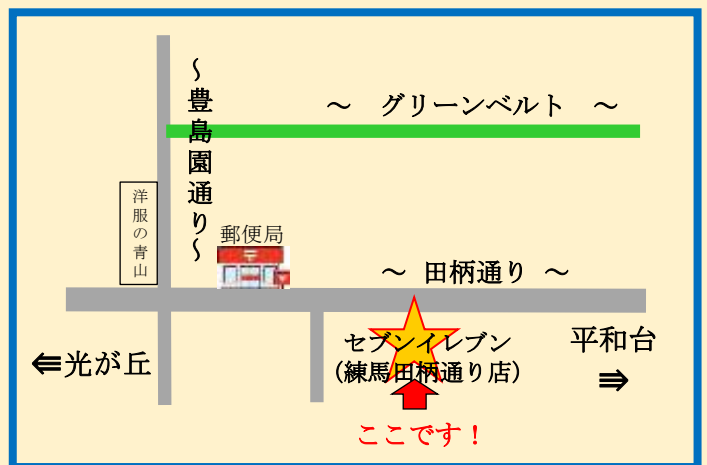 ～豊島園通り～
～　グリーンベルト　～
洋服の青山
郵便局
～ 田柄通り ～
⇚光が丘
セブンイレブン
（練馬田柄通り店）
平和台
⇛
ここです！